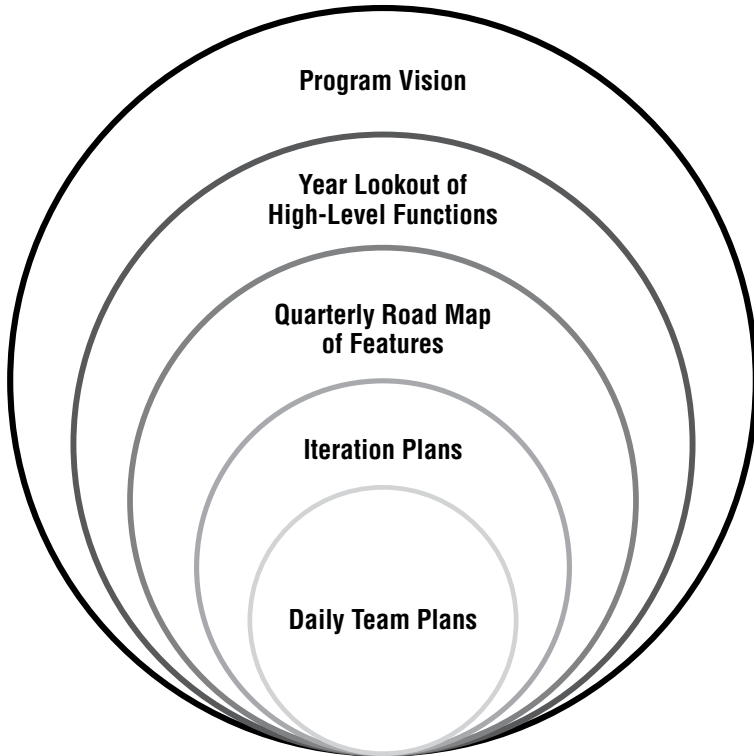 Program Vision
Year Lookout of
High-Level Functions
Quarterly Road Map
of Features
Iteration Plans
Daily Team Plans